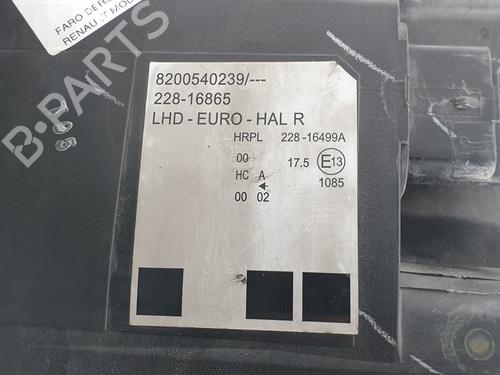 FARO DERE
RENAULT MOD
8200540239/---
228-16865
LHD - EURO - HAL R
HRPL 228-16499A
00 17.5 E13
HC A 1085
00 02
B-PARTS